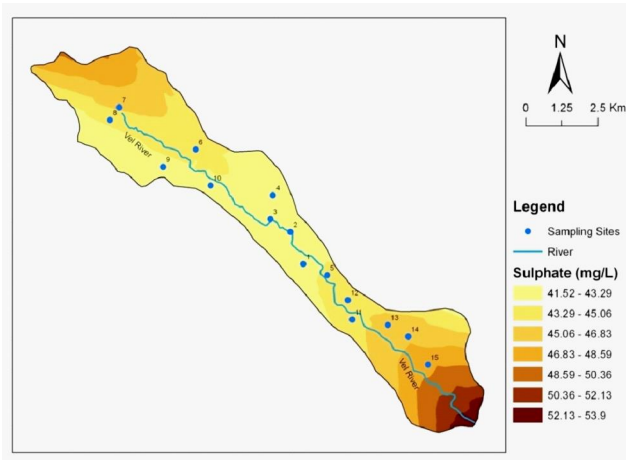 N
0 1.25 2.5 Km
7
8
Vel River
6
9
10
4
3
2
1
5
12
11
13
14
15
Vel River
Legend
Sampling Sites
River
Sulphate (mg/L)
41.52 - 43.29
43.29 - 45.06
45.06 - 46.83
46.83 - 48.59
48.59 - 50.36
50.36 - 52.13
52.13 - 53.9